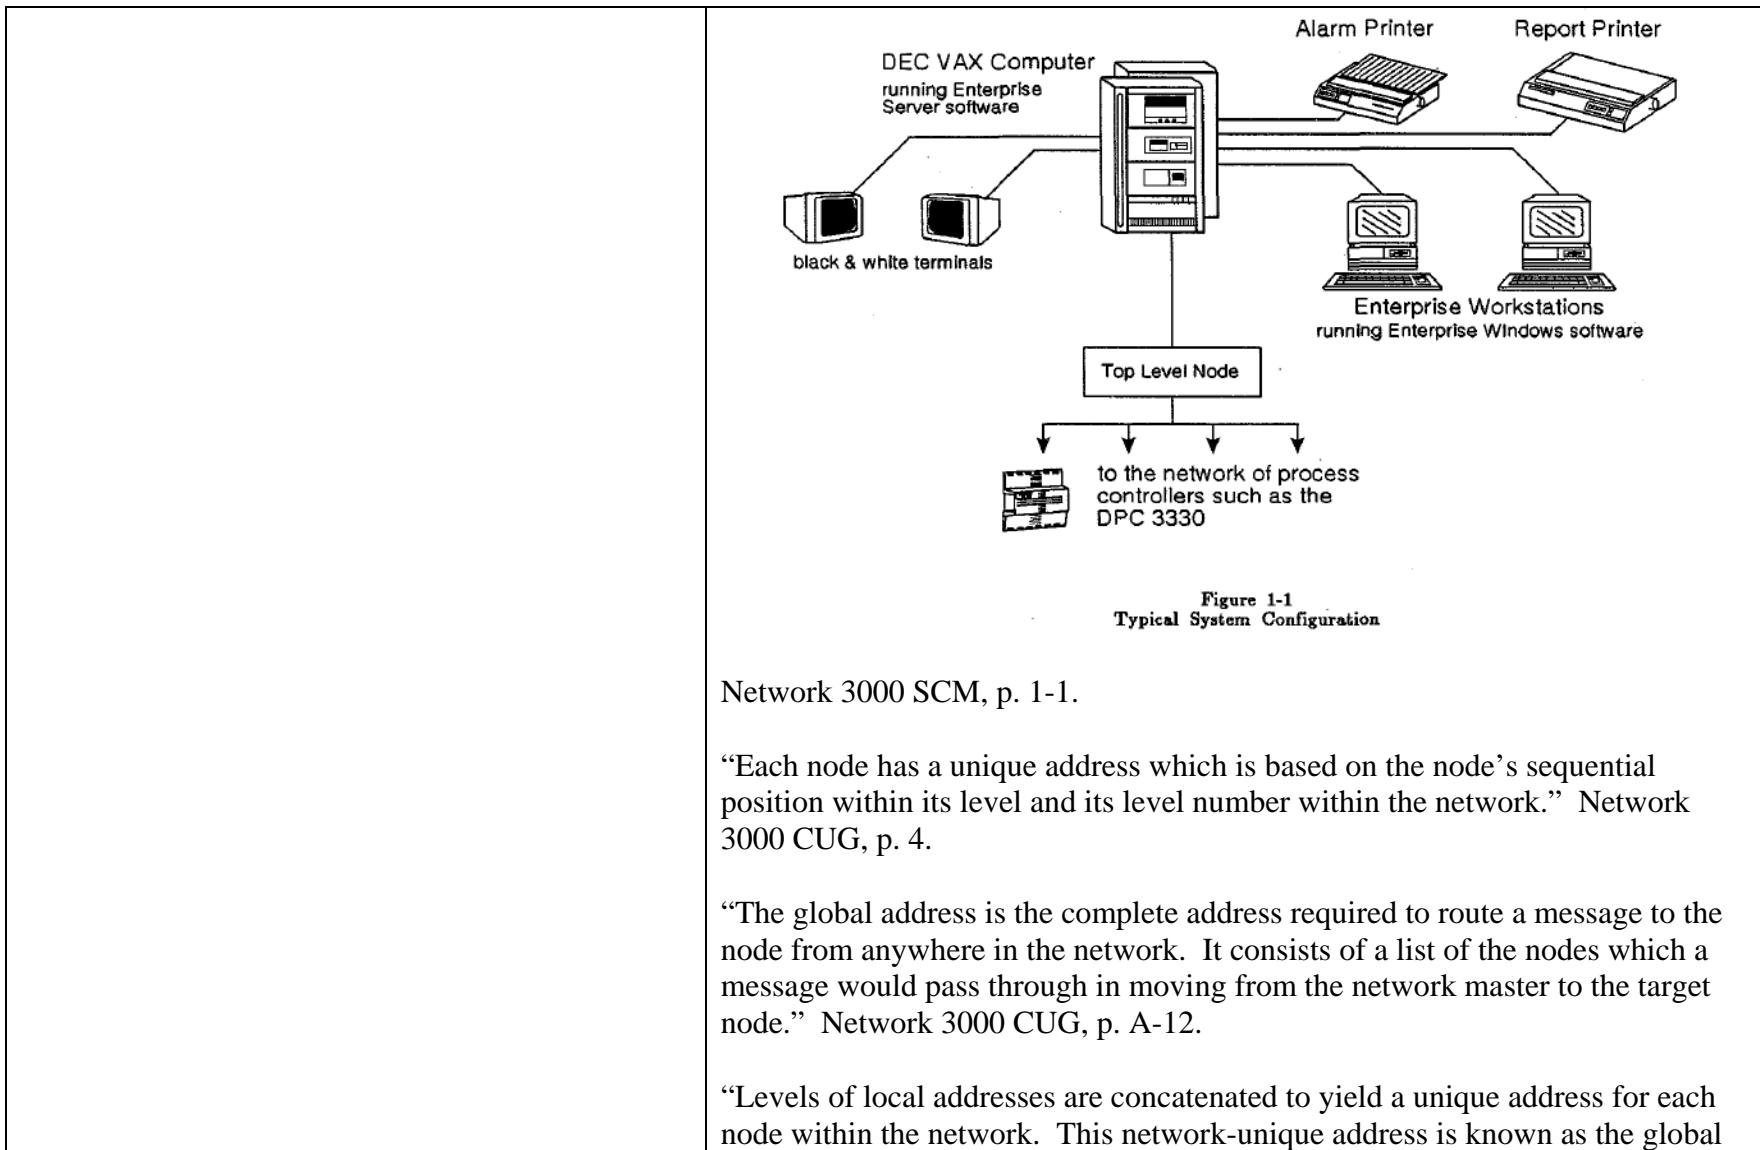 Alarm Printer
Report Printer
DEC VAX Computer
running Enterprise
Server software
black & white terminals
Enterprise Workstations
running Enterprise Windows software
Top Level Node
to the network of process
controllers such as the
DPC 3330
Figure 1-1
Typical System Configuration
Network 3000 SCM, p. 1-1.
“Each node has a unique address which is based on the node’s sequential
position within its level and its level number within the network.” Network
3000 CUG, p. 4.
“The global address is the complete address required to route a message to the
node from anywhere in the network. It consists of a list of the nodes which a
message would pass through in moving from the network master to the target
node.” Network 3000 CUG, p. A-12.
“Levels of local addresses are concatenated to yield a unique address for each
node within the network. This network-unique address is known as the global